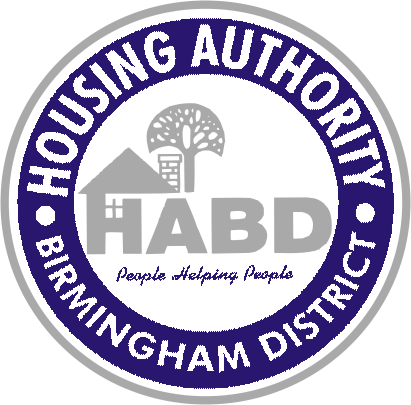 HOUSING AUTHORITY
HABD
People Helping People
BIRMINGHAM DISTRICT